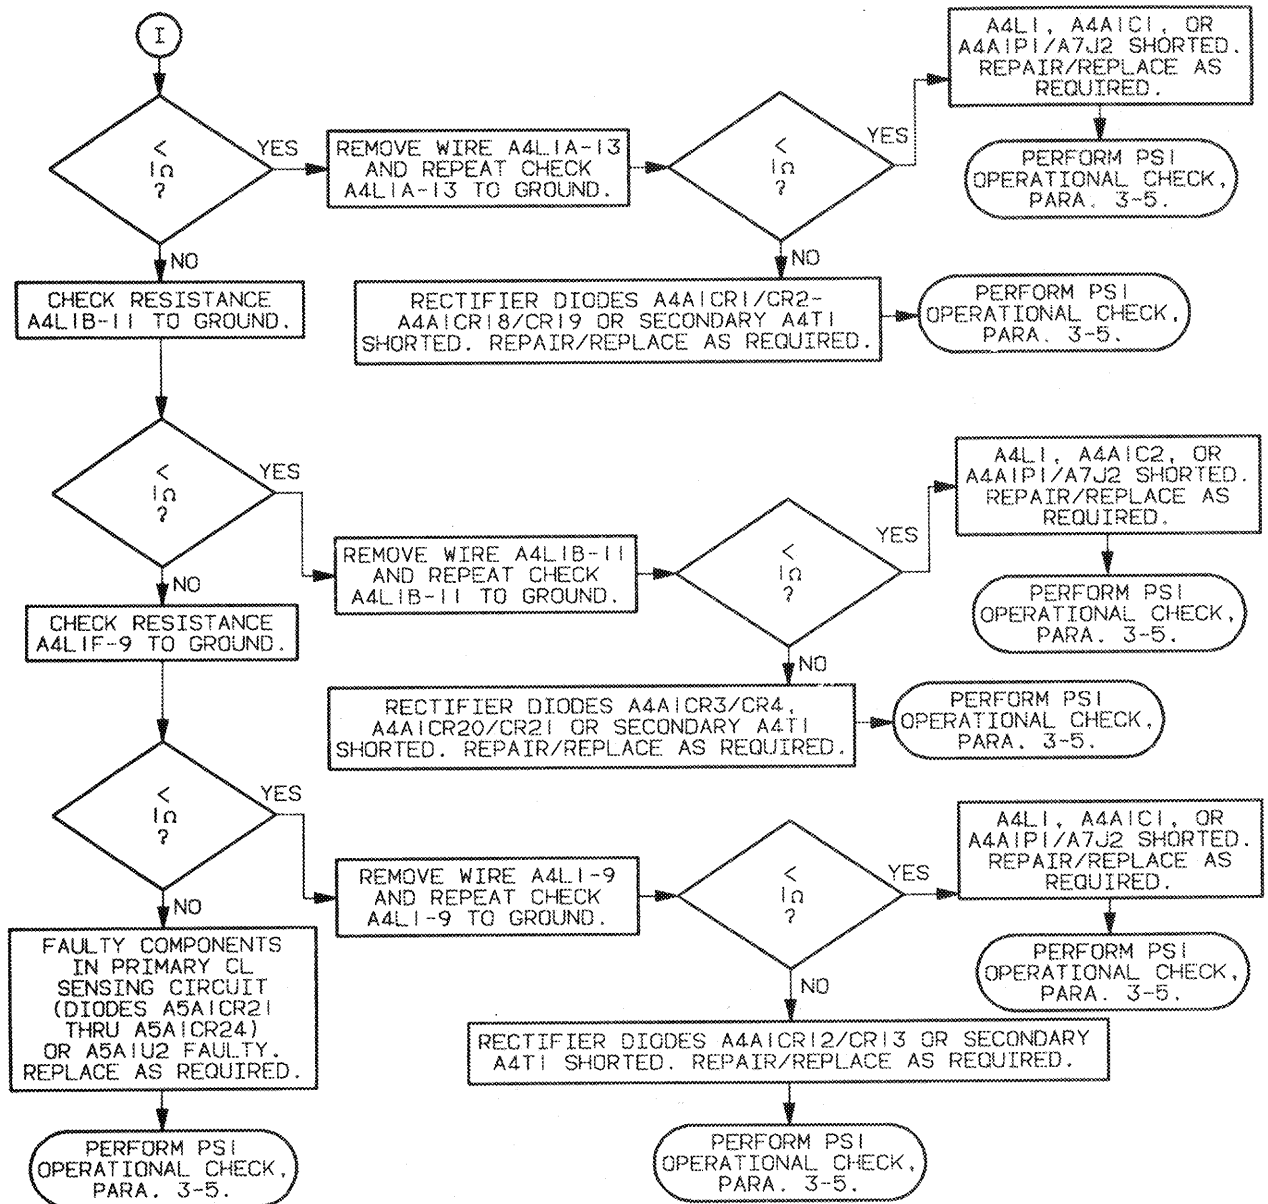 I
<
1Ω
?
YES
NO
REMOVE WIRE A4L1A-13
AND REPEAT CHECK
A4L1A-13 TO GROUND.
<
1Ω
?
YES
NO
A4L1, A4A1C1, OR
A4A1P1/A7J2 SHORTED.
REPAIR/REPLACE AS
REQUIRED.
PERFORM PS1
OPERATIONAL CHECK,
PARA. 3-5.
CHECK RESISTANCE
A4L1B-11 TO GROUND.
RECTIFIER DIODES A4A1CR1/CR2-
A4A1CR18/CR19 OR SECONDARY A4T1
SHORTED. REPAIR/REPLACE AS REQUIRED.
PERFORM PS1
OPERATIONAL CHECK,
PARA. 3-5.
<
1Ω
?
YES
NO
REMOVE WIRE A4L1B-11
AND REPEAT CHECK
A4L1B-11 TO GROUND.
<
1Ω
?
YES
NO
A4L1, A4A1C2, OR
A4A1P1/A7J2 SHORTED.
REPAIR/REPLACE AS
REQUIRED.
PERFORM PS1
OPERATIONAL CHECK,
PARA. 3-5.
CHECK RESISTANCE
A4L1F-9 TO GROUND.
RECTIFIER DIODES A4A1CR3/CR4,
A4A1CR20/CR21 OR SECONDARY A4T1
SHORTED. REPAIR/REPLACE AS REQUIRED.
PERFORM PS1
OPERATIONAL CHECK,
PARA. 3-5.
<
1Ω
?
YES
NO
REMOVE WIRE A4L1-9
AND REPEAT CHECK
A4L1-9 TO GROUND.
<
1Ω
?
YES
NO
A4L1, A4A1C1, OR
A4A1P1/A7J2 SHORTED.
REPAIR/REPLACE AS
REQUIRED.
PERFORM PS1
OPERATIONAL CHECK,
PARA. 3-5.
FAULTY COMPONENTS
IN PRIMARY CL
SENSING CIRCUIT
(DIODES A5A1CR21
THRU A5A1CR24)
OR A5A1U2 FAULTY.
REPLACE AS REQUIRED.
RECTIFIER DIODES A4A1CR12/CR13 OR SECONDARY
A4T1 SHORTED. REPAIR/REPLACE AS REQUIRED.
PERFORM PS1
OPERATIONAL CHECK,
PARA. 3-5.
PERFORM PS1
OPERATIONAL CHECK,
PARA. 3-5.